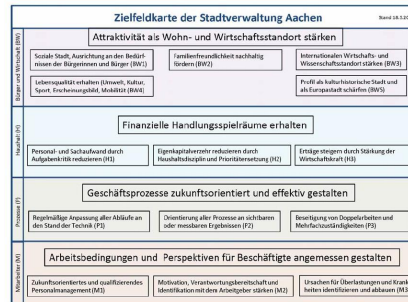 Zielfeldkarte der Stadtverwaltung Aachen
Bürger und Wirtschaft (BW)
Attraktivität als Wohn- und Wirtschaftsstandort stärken
Soziale Stadt, Ausrichtung an den Bedürf-
nissen der Bürgerinnen und Bürger (BW1)
Familienfreundlichkeit nachhaltig
fördern (BW2)
Internationalen Wirtschafts- und
Wissenschaftsstandort stärken (BW3)
Lebensqualität erhalten (Umwelt, Kultur,
Sport, Erscheinungsbild, Mobilität (BW4)
Profil als kulturhistorische Stadt und
als Europastadt schärfen (BW5)
Haushalt (H)
Finanzielle Handlungsspielräume erhalten
Personal- und Sachaufwand durch
Aufgabenkritik reduzieren (H1)
Eigenkapitalverzehr reduzieren durch
Haushaltsdisziplin und Prioritätensetzung (H2)
Erträge steigern durch Stärkung der
Wirtschaftskraft (H3)
Prozesse (P)
Geschäftsprozesse zukunftsorientiert und effektiv gestalten
Regelmäßige Anpassung aller Abläufe an
den Stand der Technik (P1)
Orientierung aller Prozesse an sichtbaren
oder messbaren Ergebnissen (P2)
Beseitigung von Doppelarbeiten und
Mehrfachzuständigkeiten (P3)
Mitarbeiter (M)
Arbeitsbedingungen und Perspektiven für Beschäftigte angemessen gestalten
Zukunftsorientiertes und qualifizierendes
Personalmanagement (M1)
Motivation, Verantwortungsbereitschaft und
Identifikation mit dem Arbeitgeber stärken (M2)
Ursachen für Überlastungen und Krank
heiten identifizieren und abbauen (M3